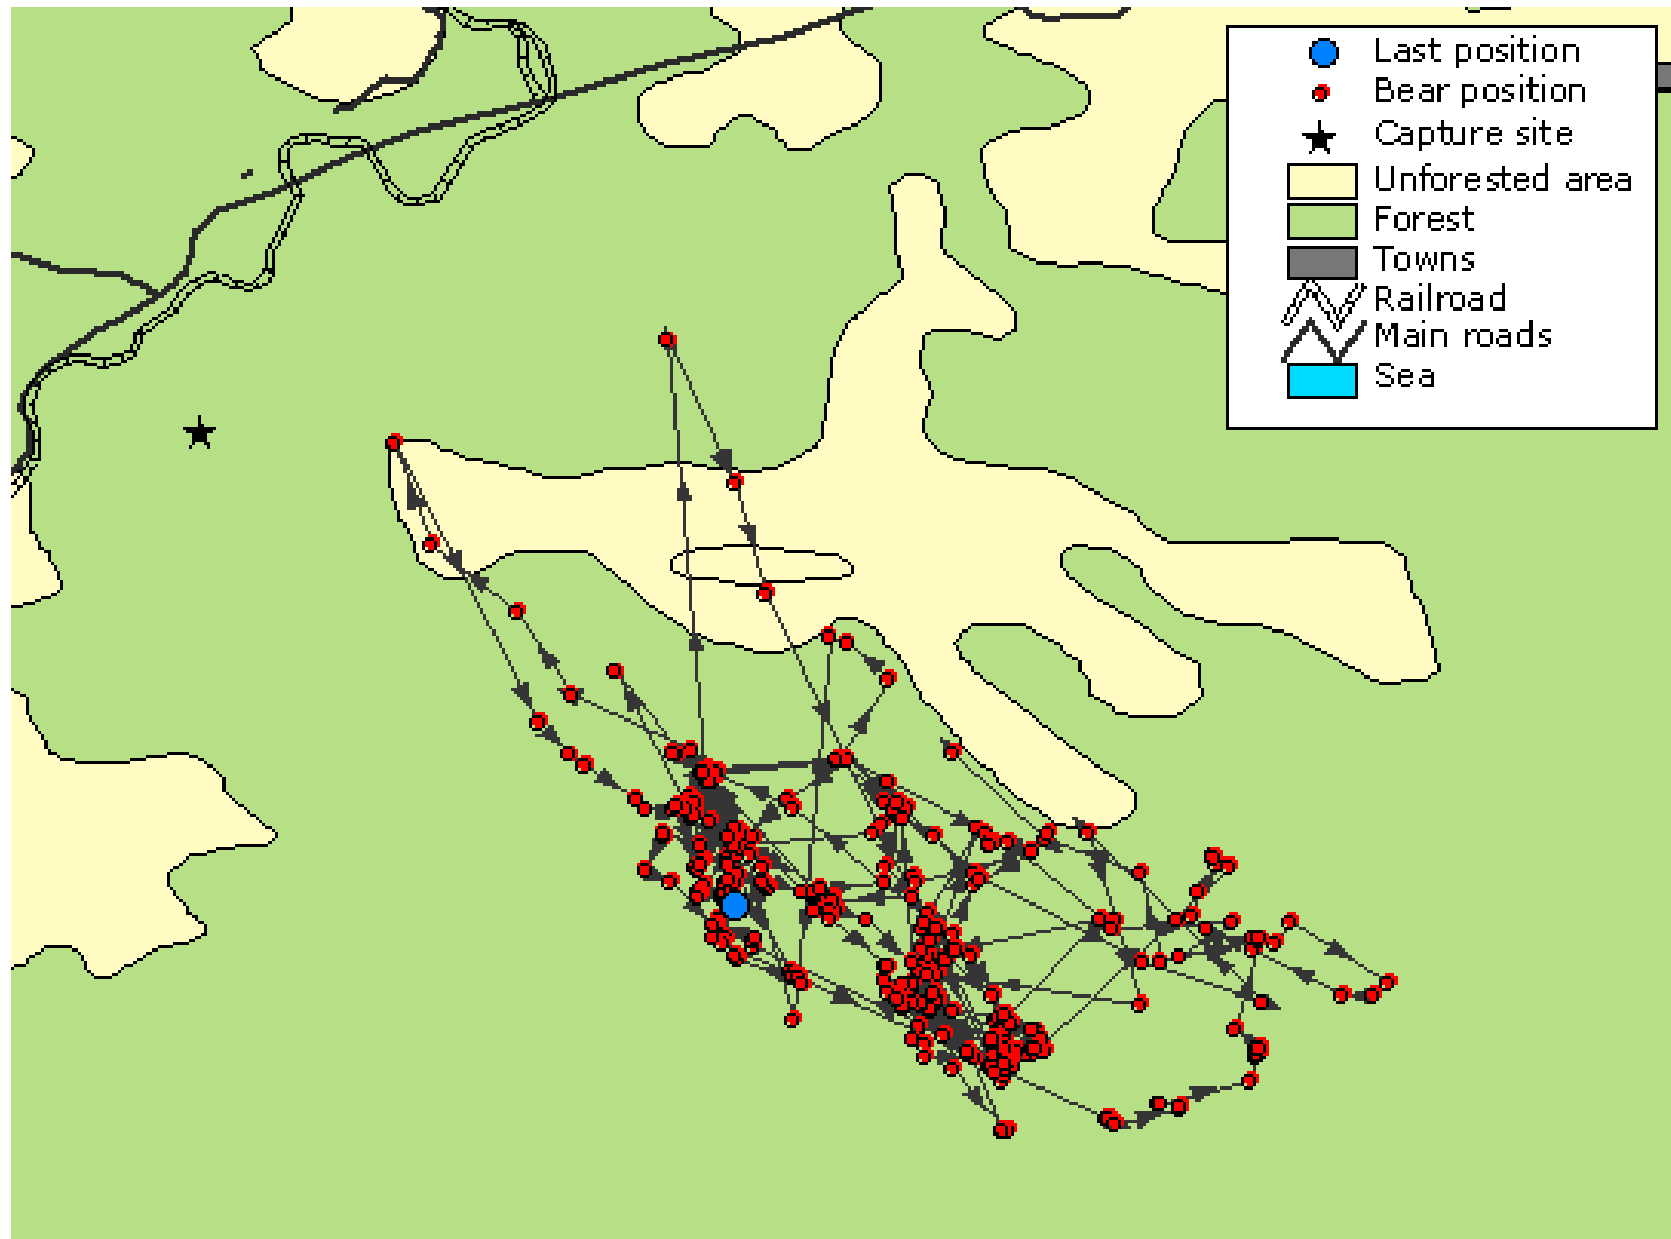 Last position
Bear position
Capture site
Unforested area
Forest
Towns
Railroad
Main roads
Sea